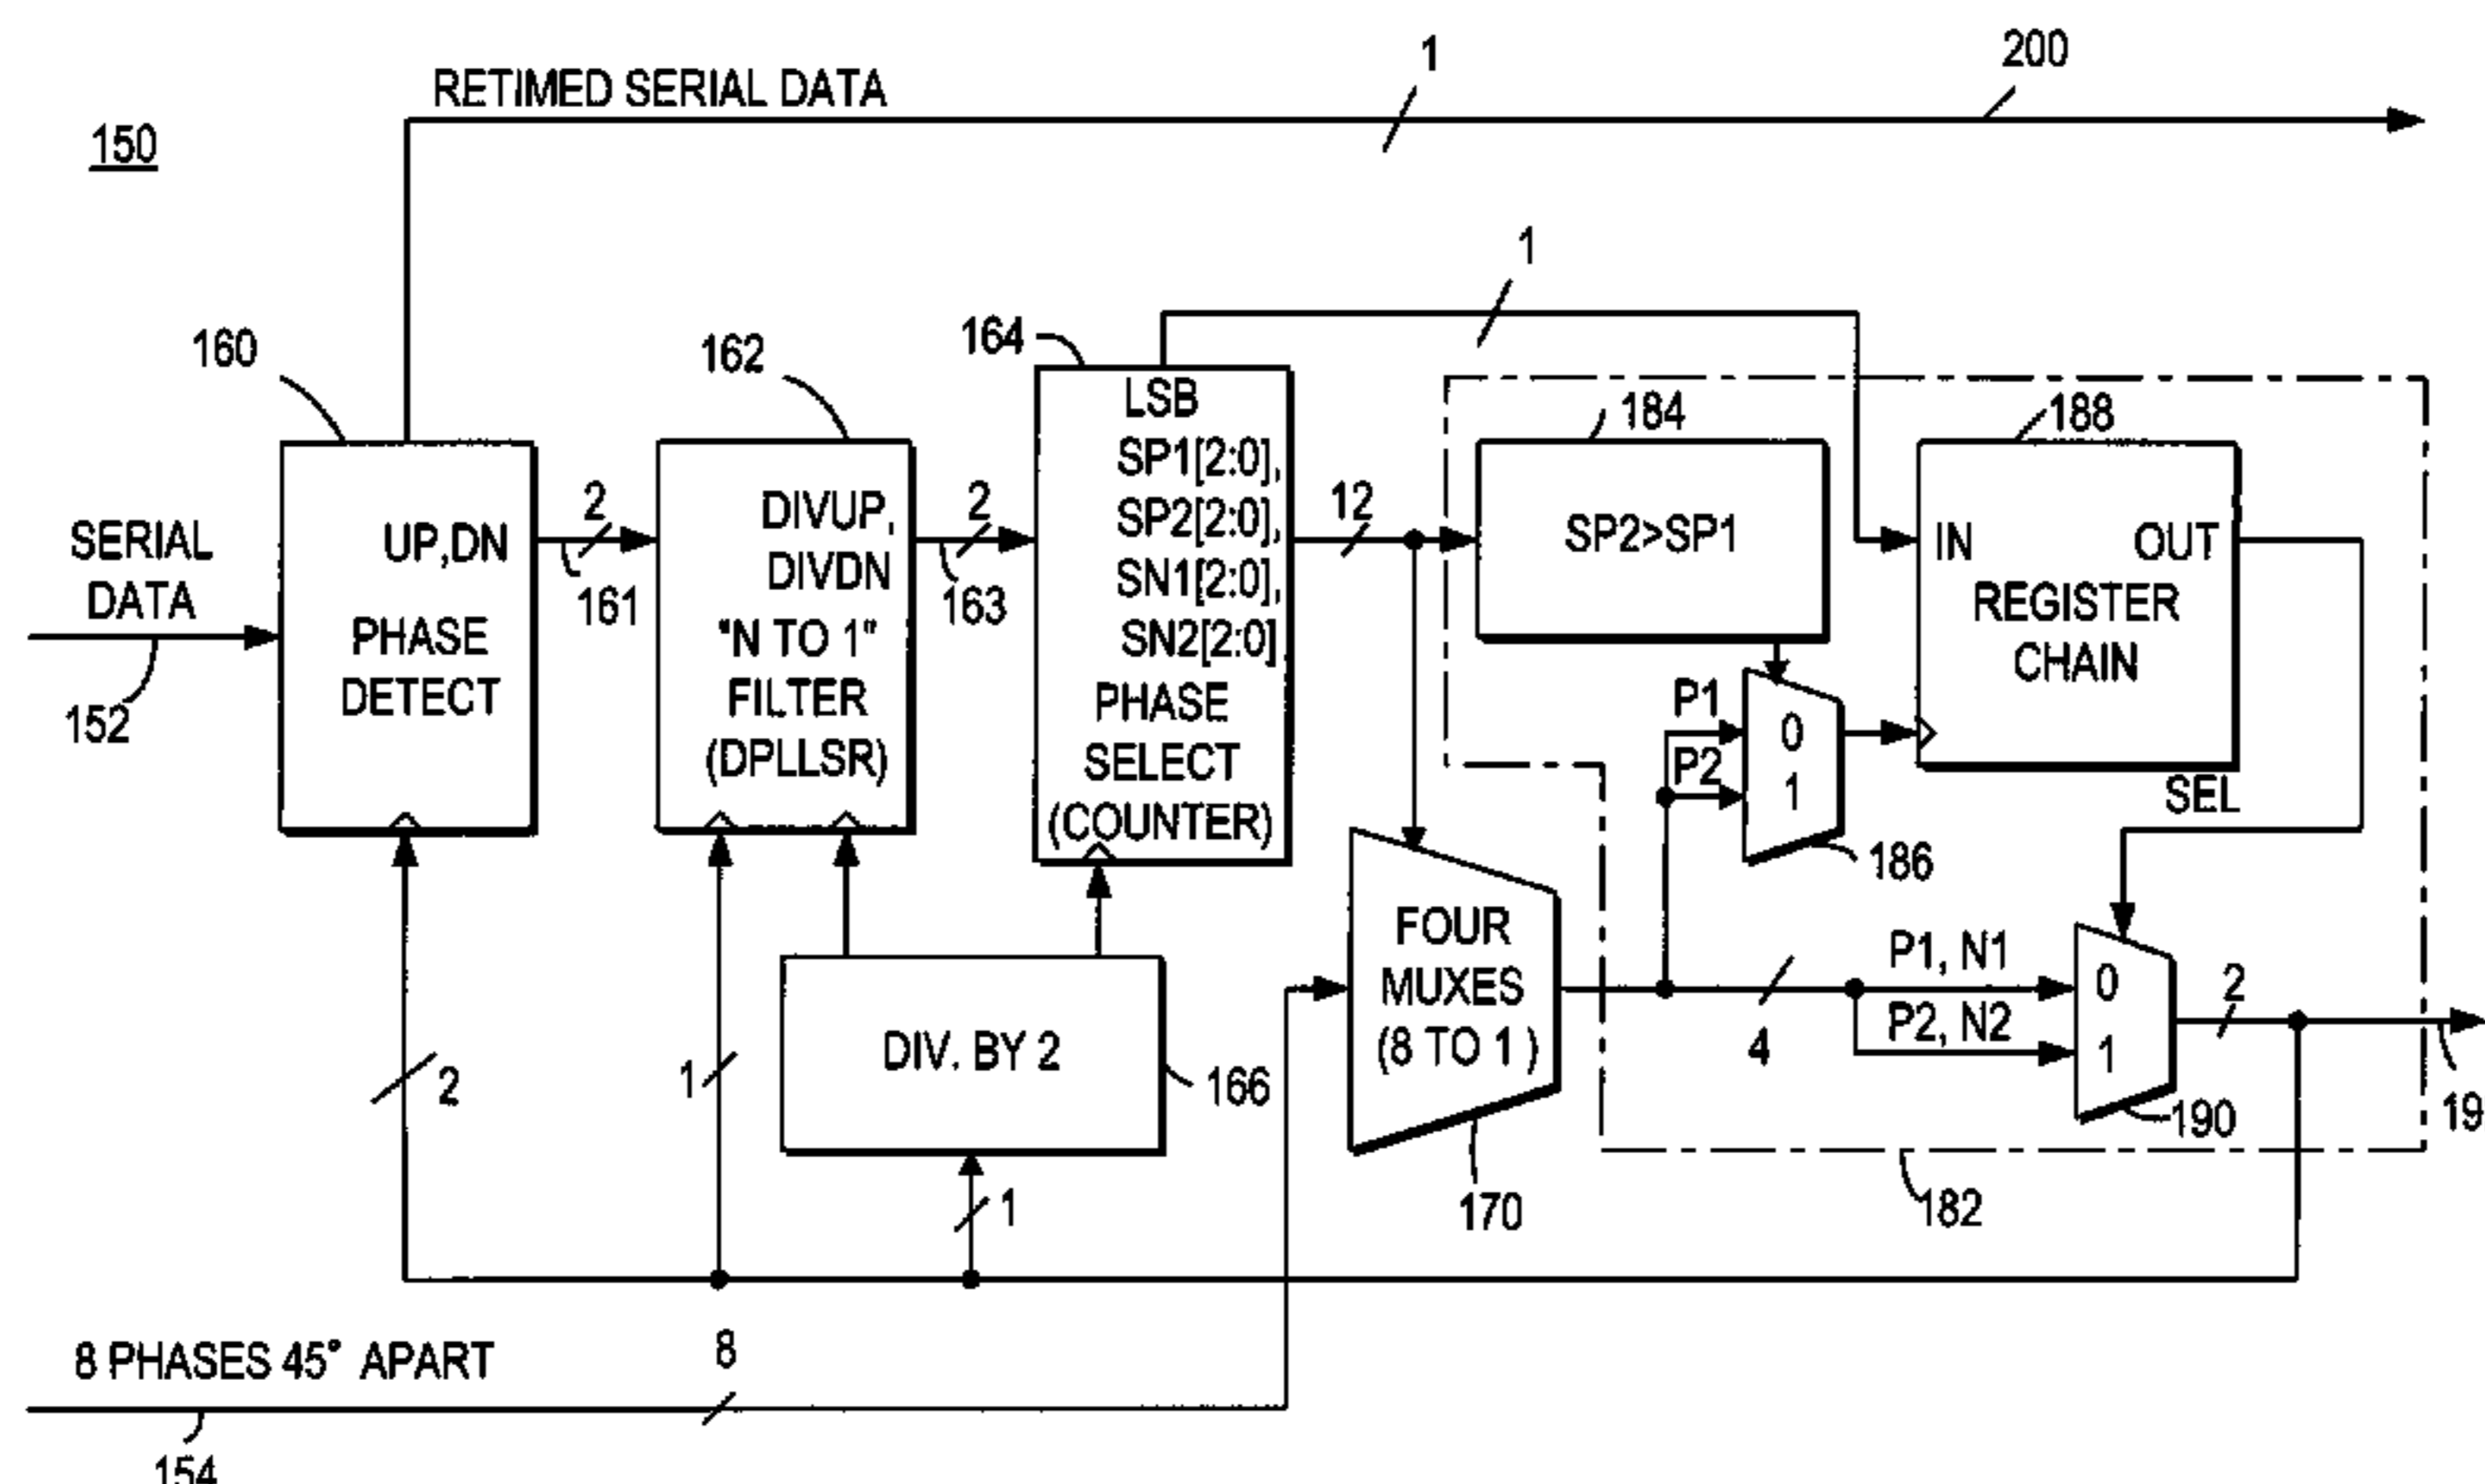 1
200
RETIMED SERIAL DATA
150
1
160
162
164
LSB
SP1[2:0],
SP2[2:0],
SN1[2:0],
SN2[2:0]
PHASE
SELECT
(COUNTER)
184
188
SERIAL
DATA
152
UP,DN
PHASE
DETECT
2
161
DIVUP,
DIVDN
"N TO 1"
FILTER
(DPLLSR)
2
163
12
SP2>SP1
IN
OUT
REGISTER
CHAIN
P1
P2
0
1
186
SEL
FOUR
MUXES
(8 TO 1)
170
P1, N1
P2, N2
4
0
1
2
190
19
182
2
1
DIV. BY 2
166
1
8 PHASES 45° APART
8
154